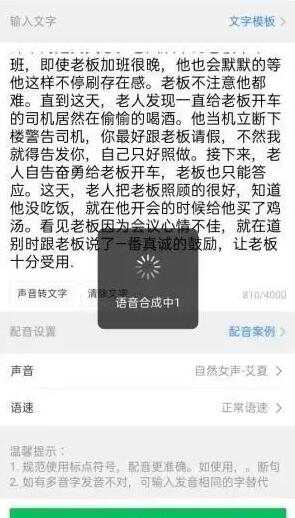 输入文字 文字模板
班，即使老板加班很晚，他也会默默的等
他这样不停刷存在感。老板不注意他都
难。直到这天，老人发现一直给老板开车
的司机居然在偷偷的喝酒。他当机立断下
楼警告司机，你最好跟老板请假，不然我
就得告发你，自己只好照做。接下来，老
人自告奋勇给老板开车，老板也只能答
应。这天，老人把老板照顾的很好，知道
他没吃饭，就在他开会的时候给他买了鸡
汤。看见老板因为会议心情不佳，就在道
别时跟老板说了一番真诚的鼓励，让老板
十分受用.
声音转文字 清除文字 810/4000
语音合成中1
配音设置 配音案例
声音 自然女声-艾夏
语速 正常语速
温馨提示：
1. 规范使用标点符号，配音更准确。如使用，。断句
2. 如有多音字发音不对，可输入发音相同的字替代